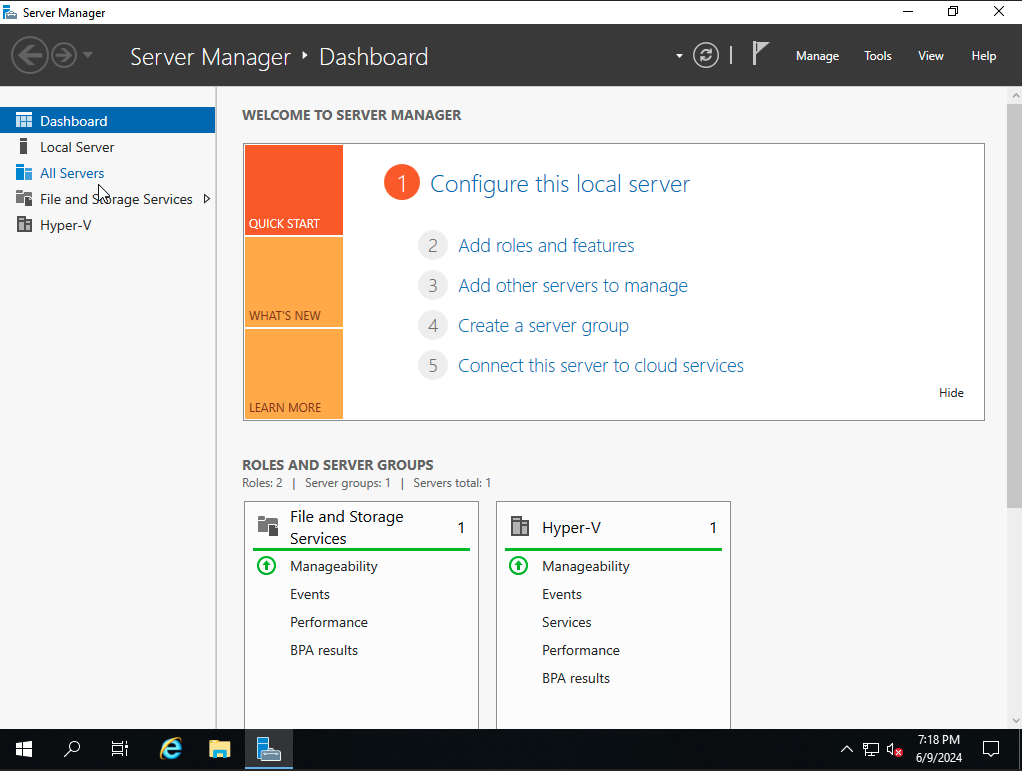 Server Manager
Server Manager ‣ Dashboard
Manage Tools View Help
Dashboard
Local Server
All Servers
File and Storage Services
Hyper-V
WELCOME TO SERVER MANAGER
QUICK START
WHAT'S NEW
LEARN MORE
1 Configure this local server
2 Add roles and features
3 Add other servers to manage
4 Create a server group
5 Connect this server to cloud services
Hide
ROLES AND SERVER GROUPS
Roles: 2 | Server groups: 1 | Servers total: 1
File and Storage
Services 1
Manageability
Events
Performance
BPA results
Hyper-V 1
Manageability
Events
Services
Performance
BPA results
7:18 PM
6/9/2024